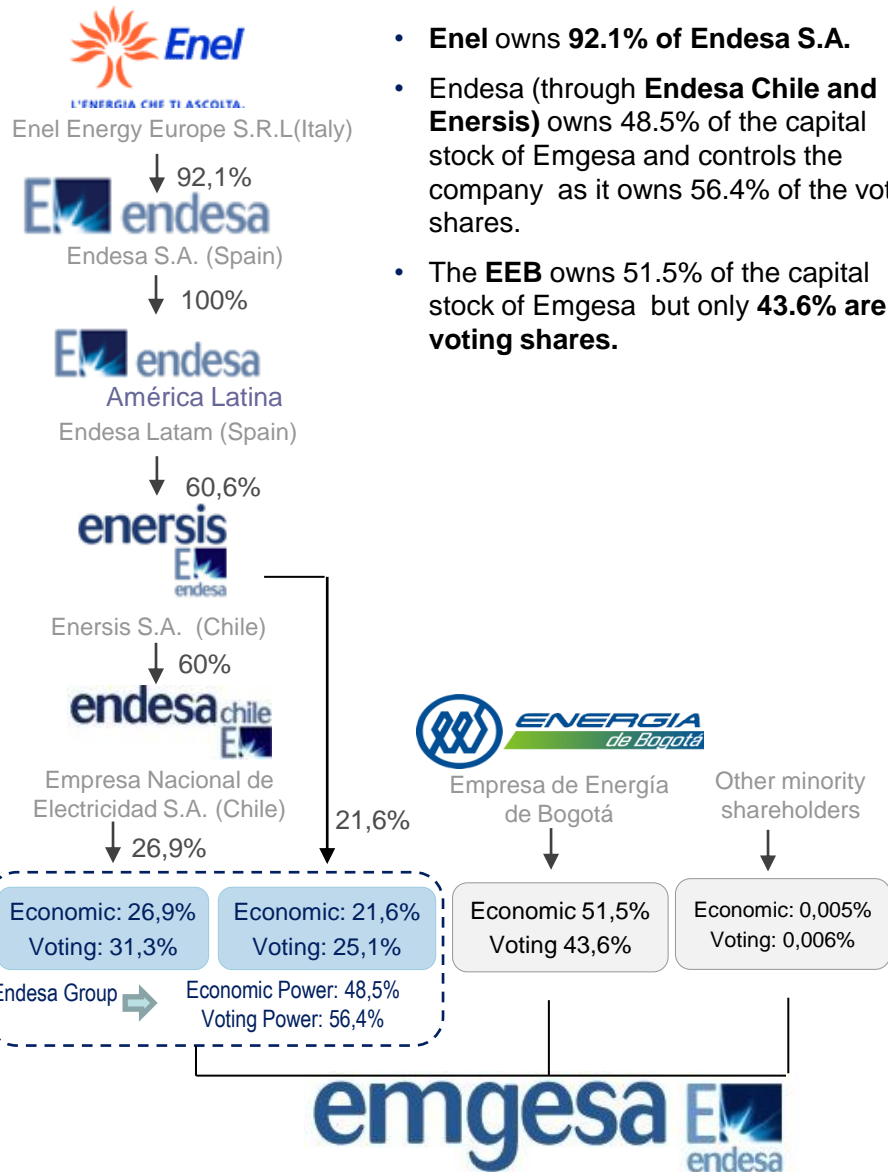 Enel
L'ENERGIA CHE TI ASCOLTA.
Enel Energy Europe S.R.L(Italy)
92,1%
endesa
Endesa S.A. (Spain)
100%
endesa
América Latina
Endesa Latam (Spain)
60,6%
enersis
endesa
Enersis S.A. (Chile)
60%
endesa chile
Empresa Nacional de
Electricidad S.A. (Chile)
26,9%
21,6%
• Enel owns 92.1% of Endesa S.A.
• Endesa (through Endesa Chile and
Enersis) owns 48.5% of the capital
stock of Emgesa and controls the
company as it owns 56.4% of the
shares.
• The EEB owns 51.5% of the capital
stock of Emgesa but only 43.6% are
voting shares.
ENERGIA
de Bogotá
Empresa de Energía
de Bogotá
Other minority
shareholders
Economic: 26,9%
Voting: 31,3%
Economic: 21,6%
Voting: 25,1%
Economic 51,5%
Voting 43,6%
Economic: 0,005%
Voting: 0,006%
Endesa Group
Economic Power: 48,5%
Voting Power: 56,4%
emgesa
endesa